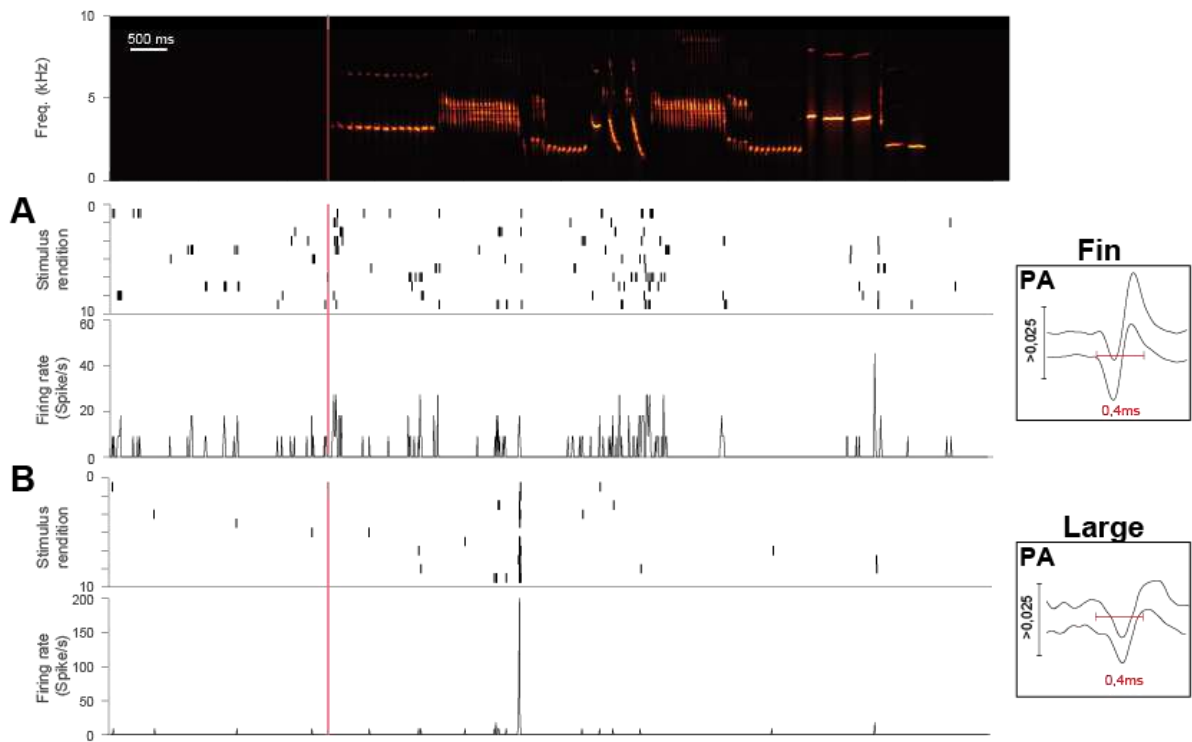 10
5
0
Freq. (kHz)
500 ms
A
0
10
Stimulus
rendition
60
40
20
0
Firing rate
(Spike/s)
Fin
PA
>0,025
0,4ms
B
0
10
Stimulus
rendition
200
150
100
50
0
Firing rate
(Spike/s)
Large
PA
>0,025
0,4ms